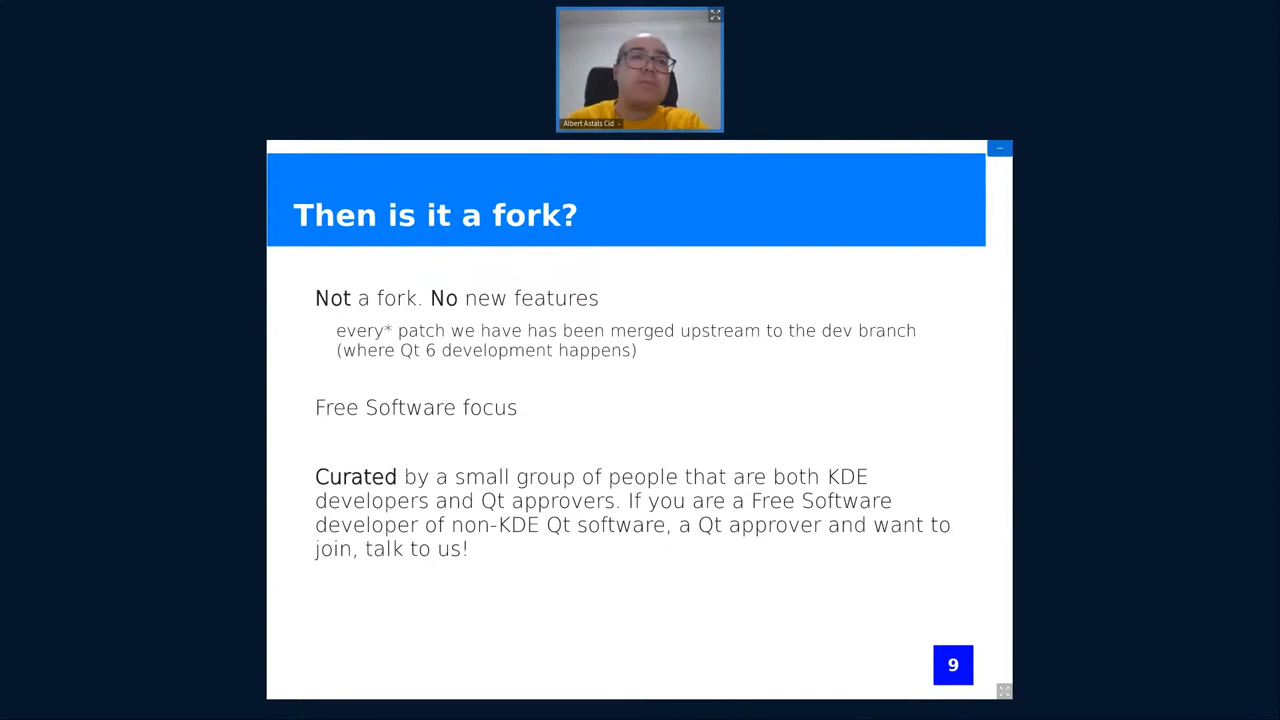 Albert Astals Cid
Then is it a fork?
Not a fork. No new features
every* patch we have has been merged upstream to the dev branch
(where Qt 6 development happens)
Free Software focus
Curated by a small group of people that are both KDE
developers and Qt approvers. If you are a Free Software
developer of non-KDE Qt software, a Qt approver and want to
join, talk to us!
9